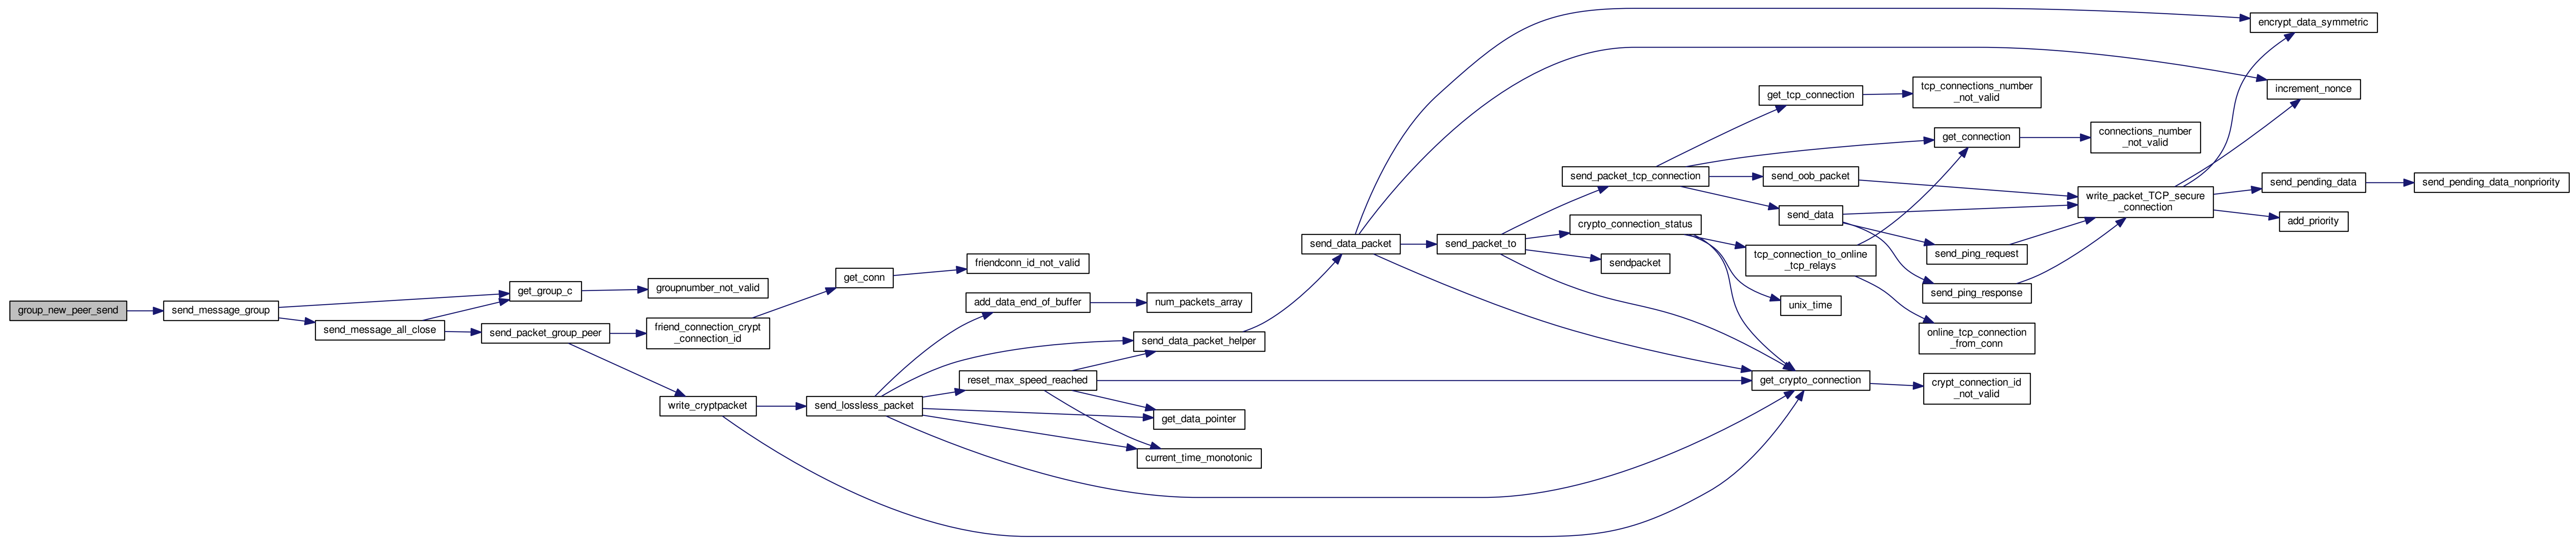 group_new_peer_send
send_message_group
send_message_all_close
get_group_c
send_packet_group_peer
groupnumber_not_valid
friend_connection_crypt
_connection_id
write_cryptpacket
get_conn
friendconn_id_not_valid
send_lossless_packet
add_data_end_of_buffer
num_packets_array
send_data_packet_helper
reset_max_speed_reached
get_data_pointer
current_time_monotonic
send_data_packet
send_packet_to
send_packet_tcp_connection
crypto_connection_status
sendpacket
get_tcp_connection
tcp_connections_number
_not_valid
get_connection
connections_number
_not_valid
send_oob_packet
send_data
tcp_connection_to_online
_tcp_relays
unix_time
send_ping_request
send_ping_response
online_tcp_connection
_from_conn
get_crypto_connection
crypt_connection_id
_not_valid
write_packet_TCP_secure
_connection
encrypt_data_symmetric
increment_nonce
send_pending_data
send_pending_data_nonpriority
add_priority